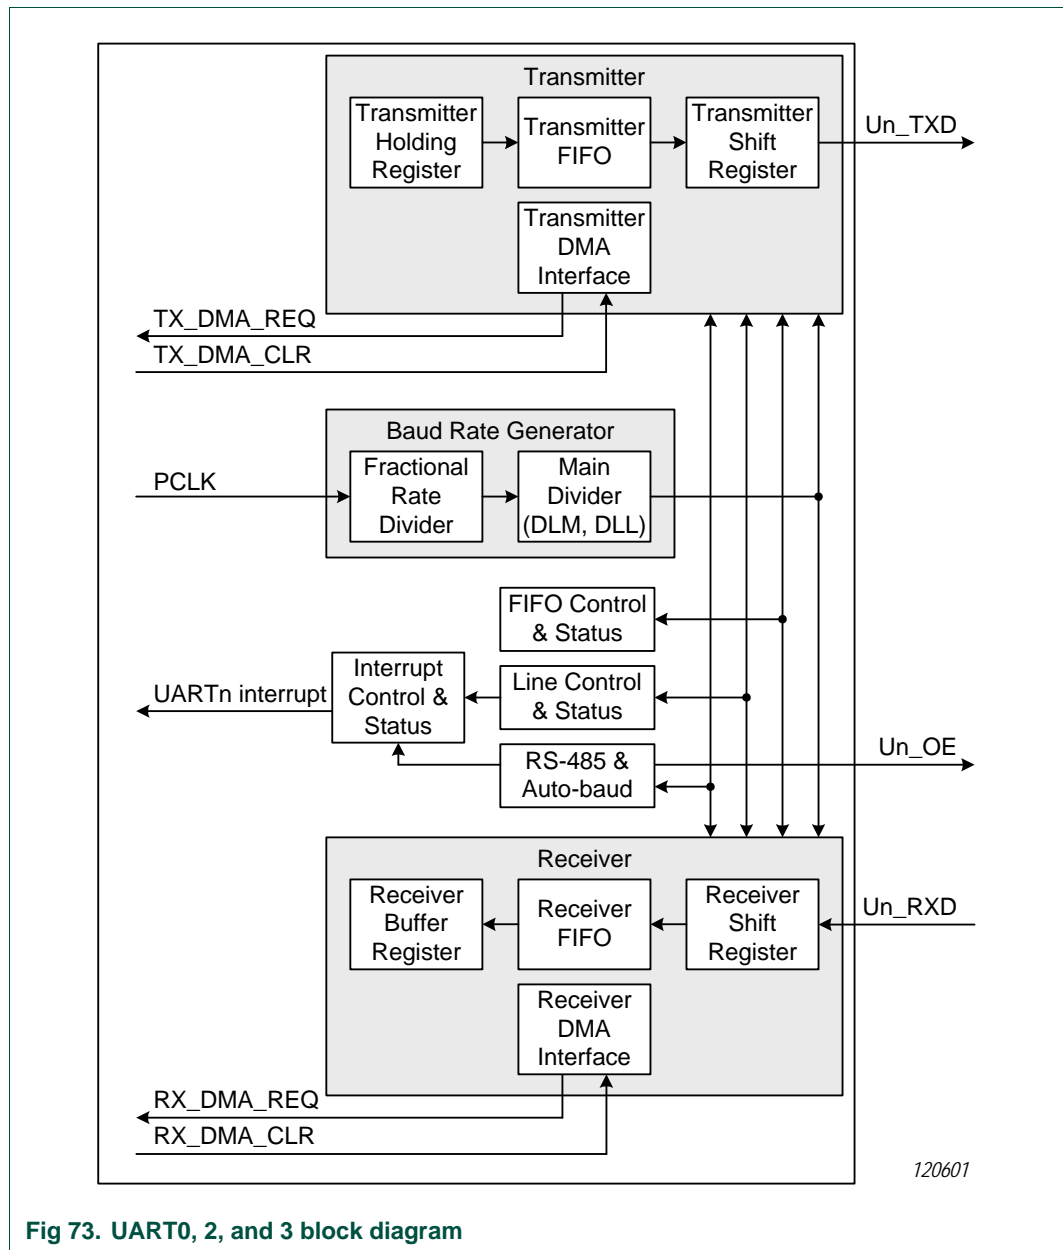 Transmitter
Transmitter
Holding
Register
Transmitter
FIFO
Transmitter
Shift
Register
Un_TXD
Transmitter
DMA
Interface
TX_DMA_REQ
TX_DMA_CLR
Baud Rate Generator
PCLK
Fractional
Rate
Divider
Main
Divider
(DLM, DLL)
FIFO Control
& Status
UARTn interrupt
Interrupt
Control &
Status
Line Control
& Status
RS-485 &
Auto-baud
Un_OE
Receiver
Receiver
Buffer
Register
Receiver
FIFO
Receiver
Shift
Register
Un_RXD
Receiver
DMA
Interface
RX_DMA_REQ
RX_DMA_CLR
120601
Fig 73. UART0, 2, and 3 block diagram